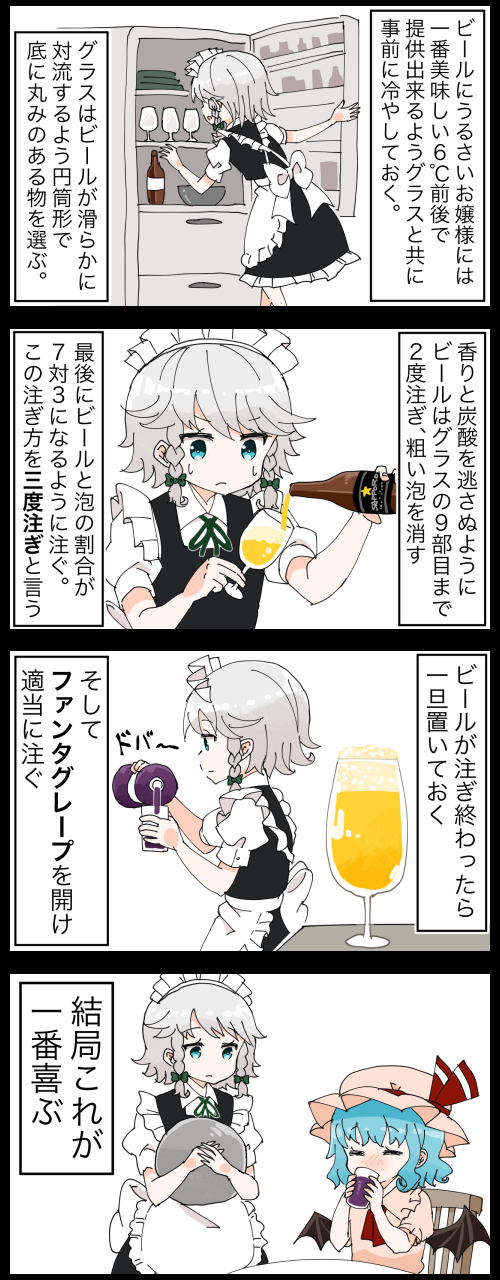 ビールにうるさいお嬢様には
一番美味しい6℃前後で
提供出来るようグラスと共に
事前に冷やしておく。
グラスはビールが滑らかに
対流するよう円筒形で
底に丸みのある物を選ぶ。
香りと炭酸を逃さぬように
ビールはグラスの9部目まで
2度注ぎ、粗い泡を消す
SAPPORO
最後にビールと泡の割合が
7対3になるように注ぐ。
この注ぎ方を三度注ぎと言う
ビールが注ぎ終わったら
一旦置いておく
ドバ〜
そして
ファンタグレープを開け
適当に注ぐ
結局これが
一番喜ぶ